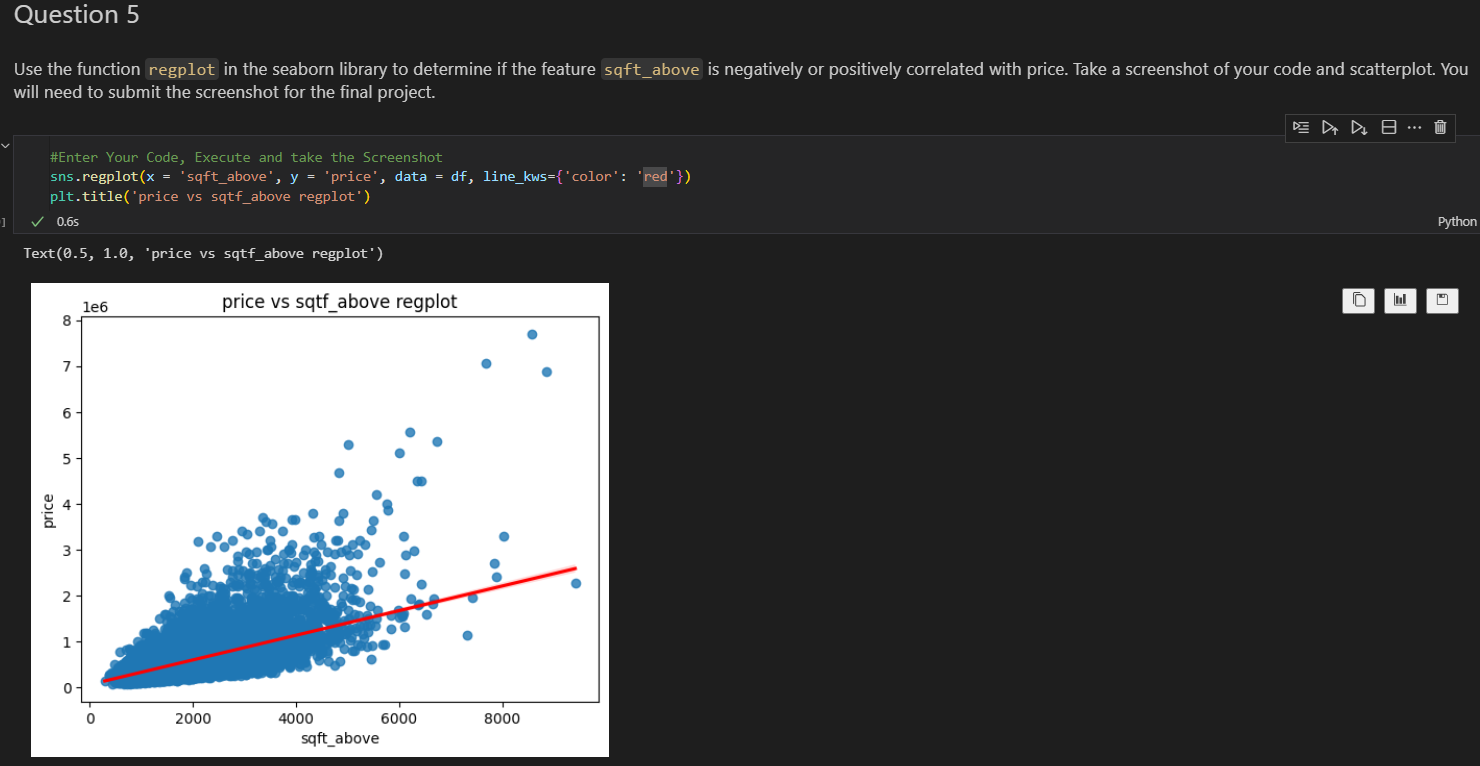 Question 5
Use the function regplot in the seaborn library to determine if the feature sqft_above is negatively or positively correlated with price. Take a screenshot of your code and scatterplot. You
will need to submit the screenshot for the final project.
#Enter Your Code, Execute and take the Screenshot
sns.regplot(x = 'sqft_above', y = 'price', data = df, line_kws={'color': 'red'})
plt.title('price vs sqtf_above regplot')
]
0.6s
Python
Text(0.5, 1.0, 'price vs sqtf_above regplot')
price vs sqtf_above regplot
1e6
8
7
6
5
4
3
2
1
0
price
0 2000 4000 6000 8000
sqft_above